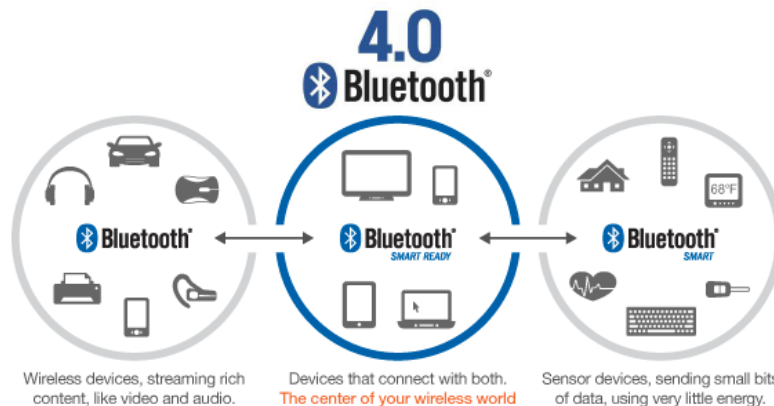 4.0
Bluetooth®
68°F
Bluetooth®
Bluetooth®
SMART READY
Bluetooth®
SMART
Wireless devices, streaming rich
content, like video and audio.
Devices that connect with both.
The center of your wireless world
Sensor devices, sending small bits
of data, using very little energy.